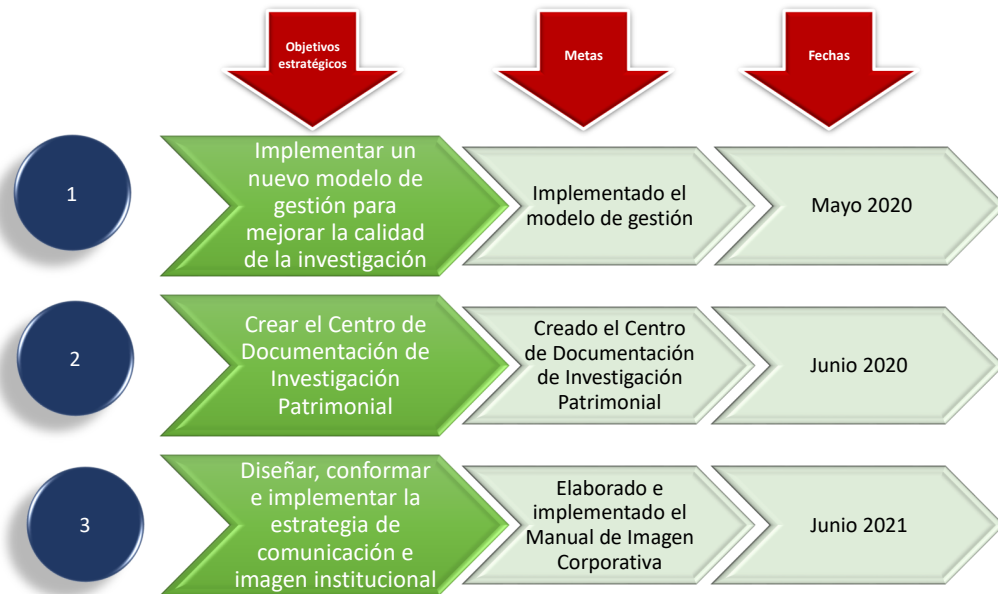 Objetivos
estratégicos
Metas
Fechas
1
Implementar un
nuevo modelo de
gestión para
mejorar la calidad
de la investigación
Implementado el
modelo de gestión
Mayo 2020
2
Crear el Centro de
Documentación de
Investigación
Patrimonial
Creado el Centro
de Documentación
de Investigación
Patrimonial
Junio 2020
3
Diseñar, conformar
e implementar la
estrategia de
comunicación e
imagen institucional
Elaborado e
implementado el
Manual de Imagen
Corporativa
Junio 2021